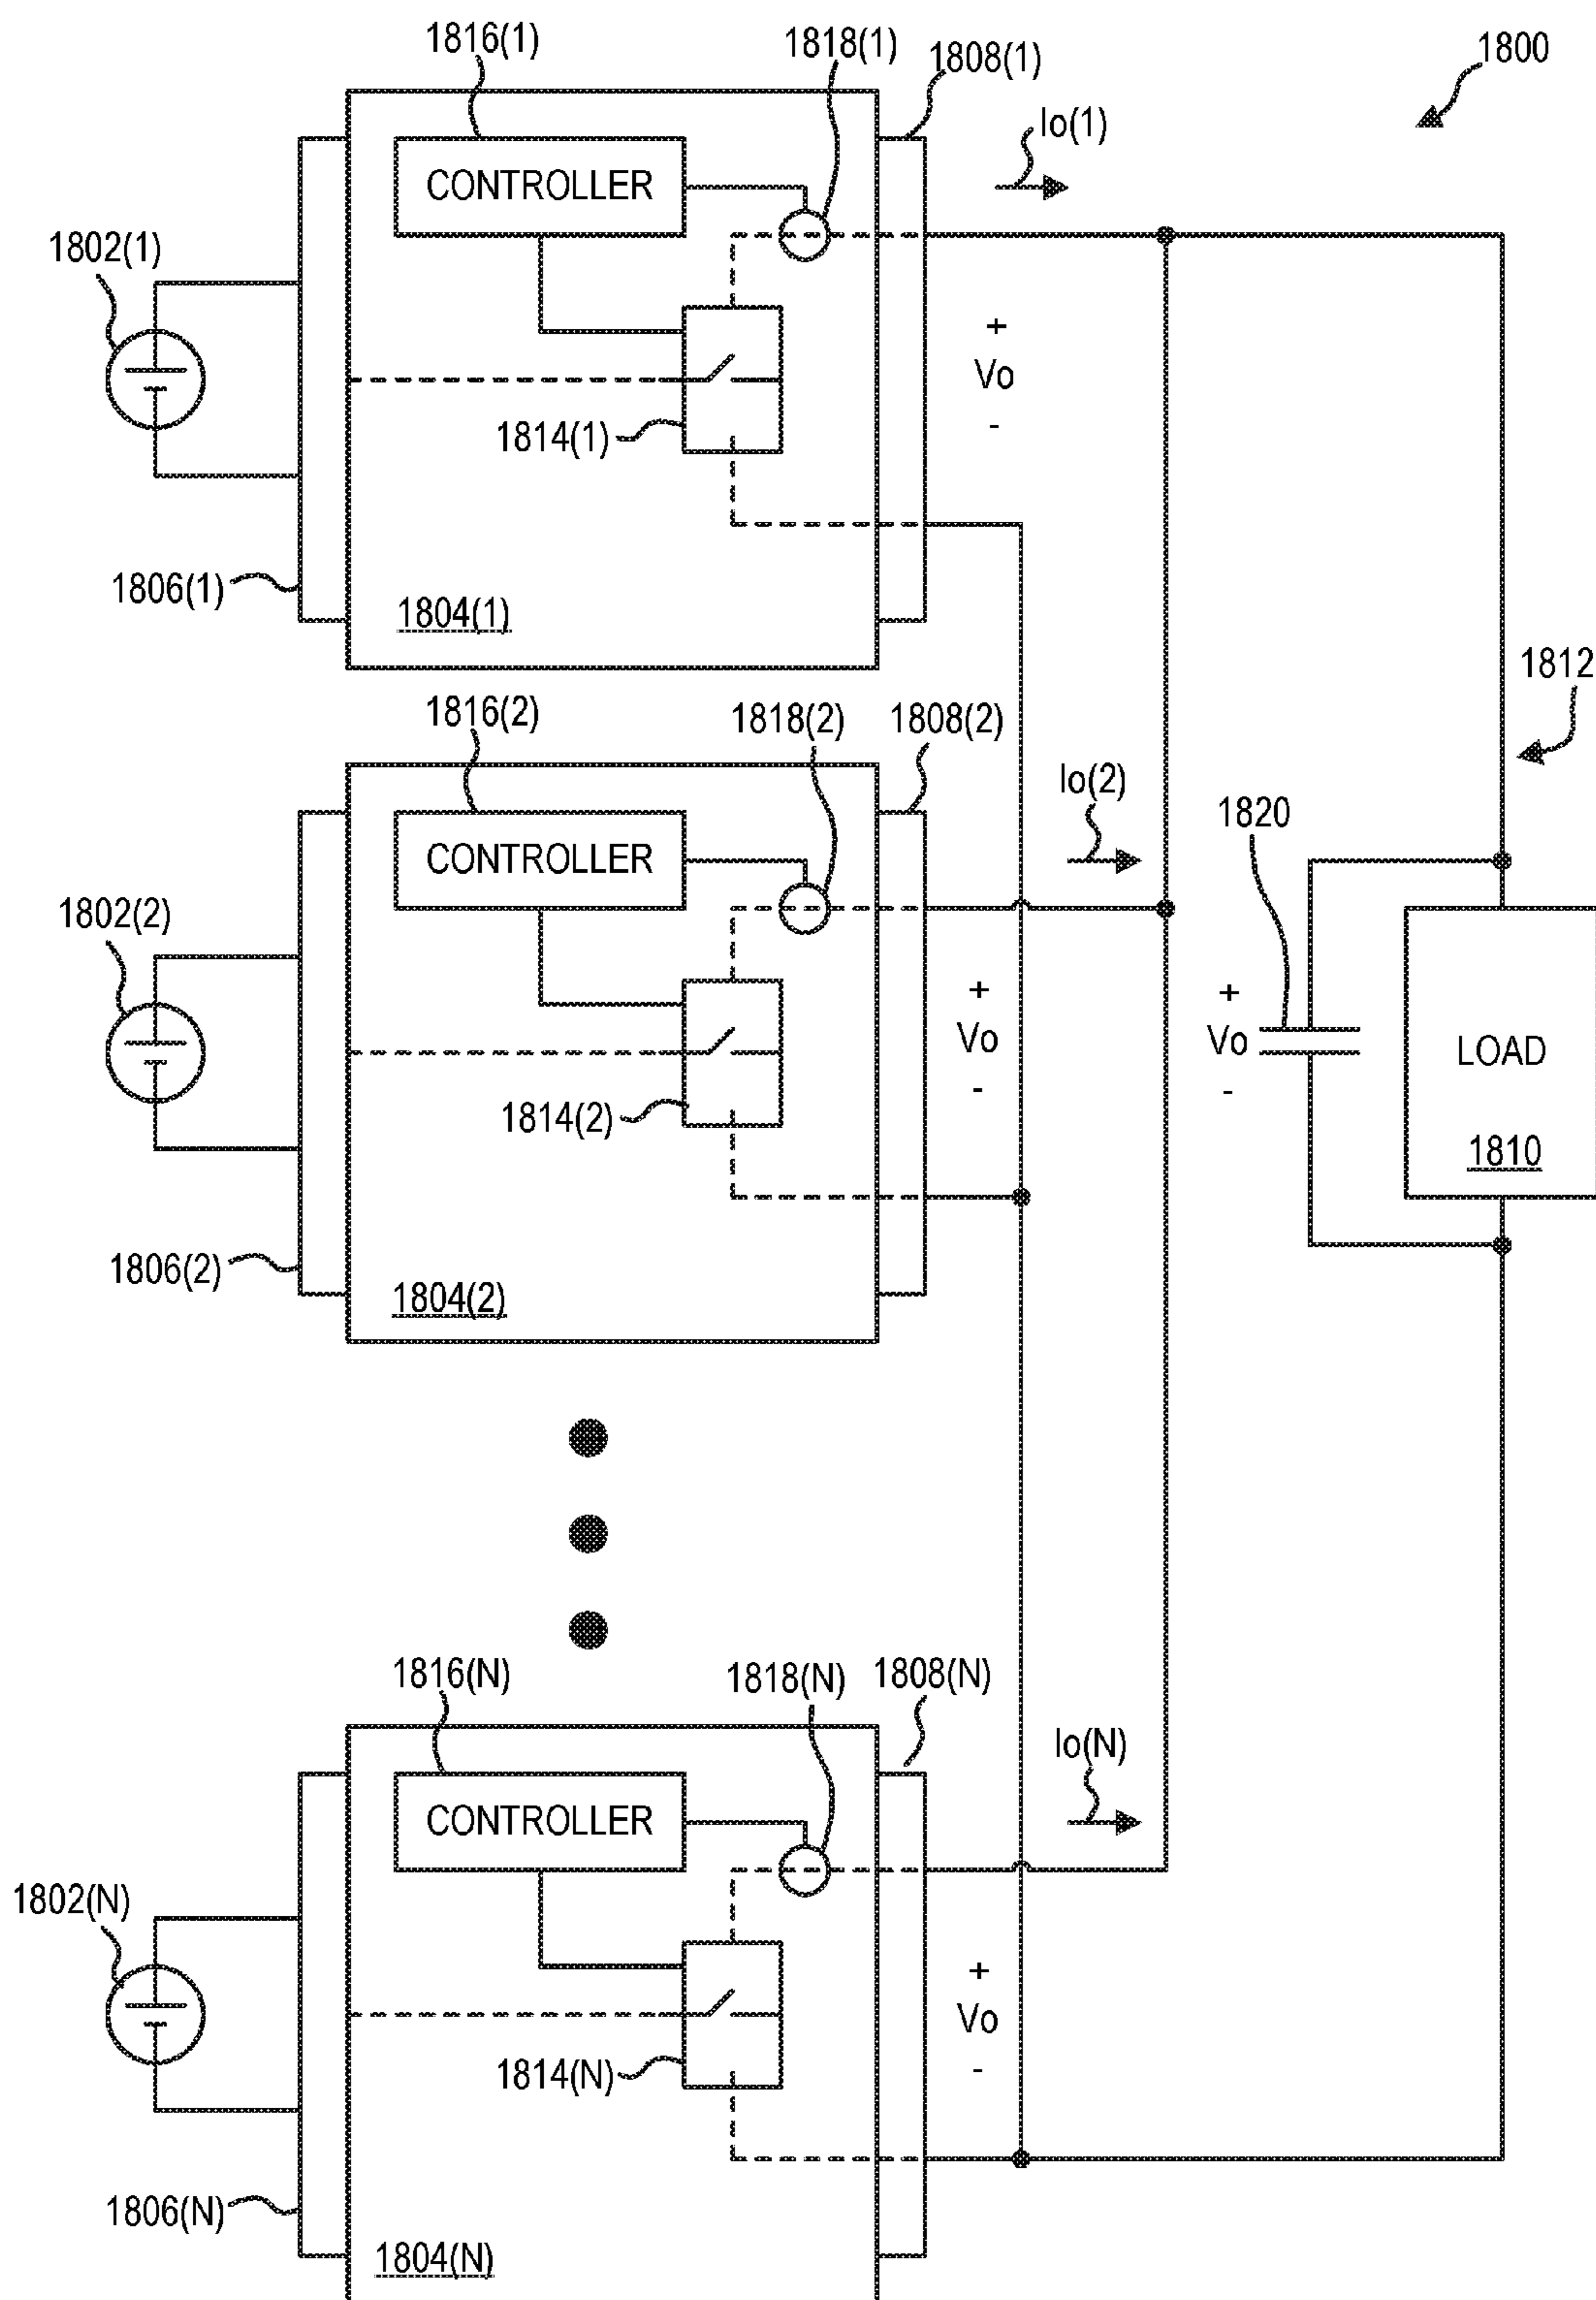 1816(1)
1818(1)
1808(1)
1800
Io(1)
CONTROLLER
1802(1)
+
Vo
-
1814(1)
1806(1)
1804(1)
1812
1816(2)
1818(2)
1808(2)
Io(2)
1820
CONTROLLER
1802(2)
+
Vo
-
+
Vo
-
LOAD
1810
1814(2)
1806(2)
1804(2)
1816(N)
1818(N)
1808(N)
Io(N)
CONTROLLER
1802(N)
+
Vo
-
1814(N)
1806(N)
1804(N)